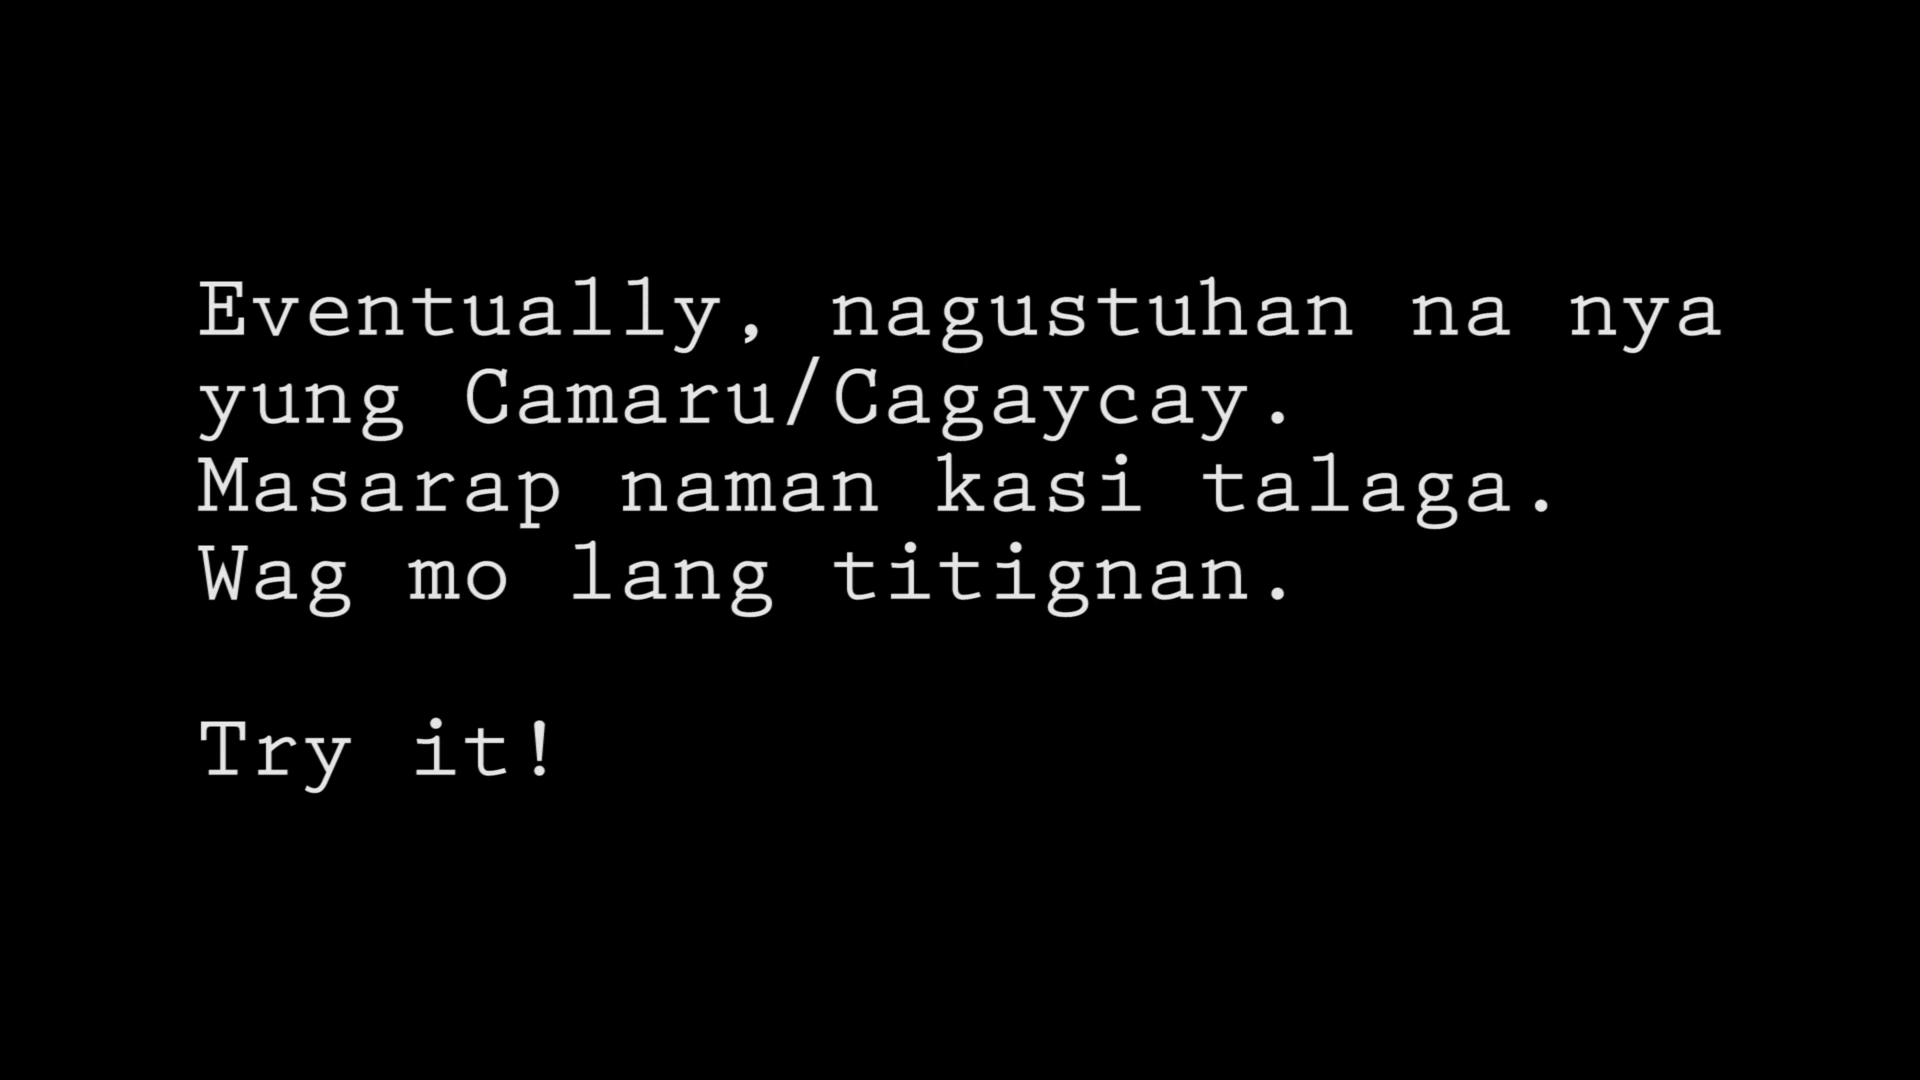 Eventually, nagustuhan na nya
yung Camaru/Cagaycay.
Masarap naman kasi talaga.
Wag mo lang titignan.
Try it!